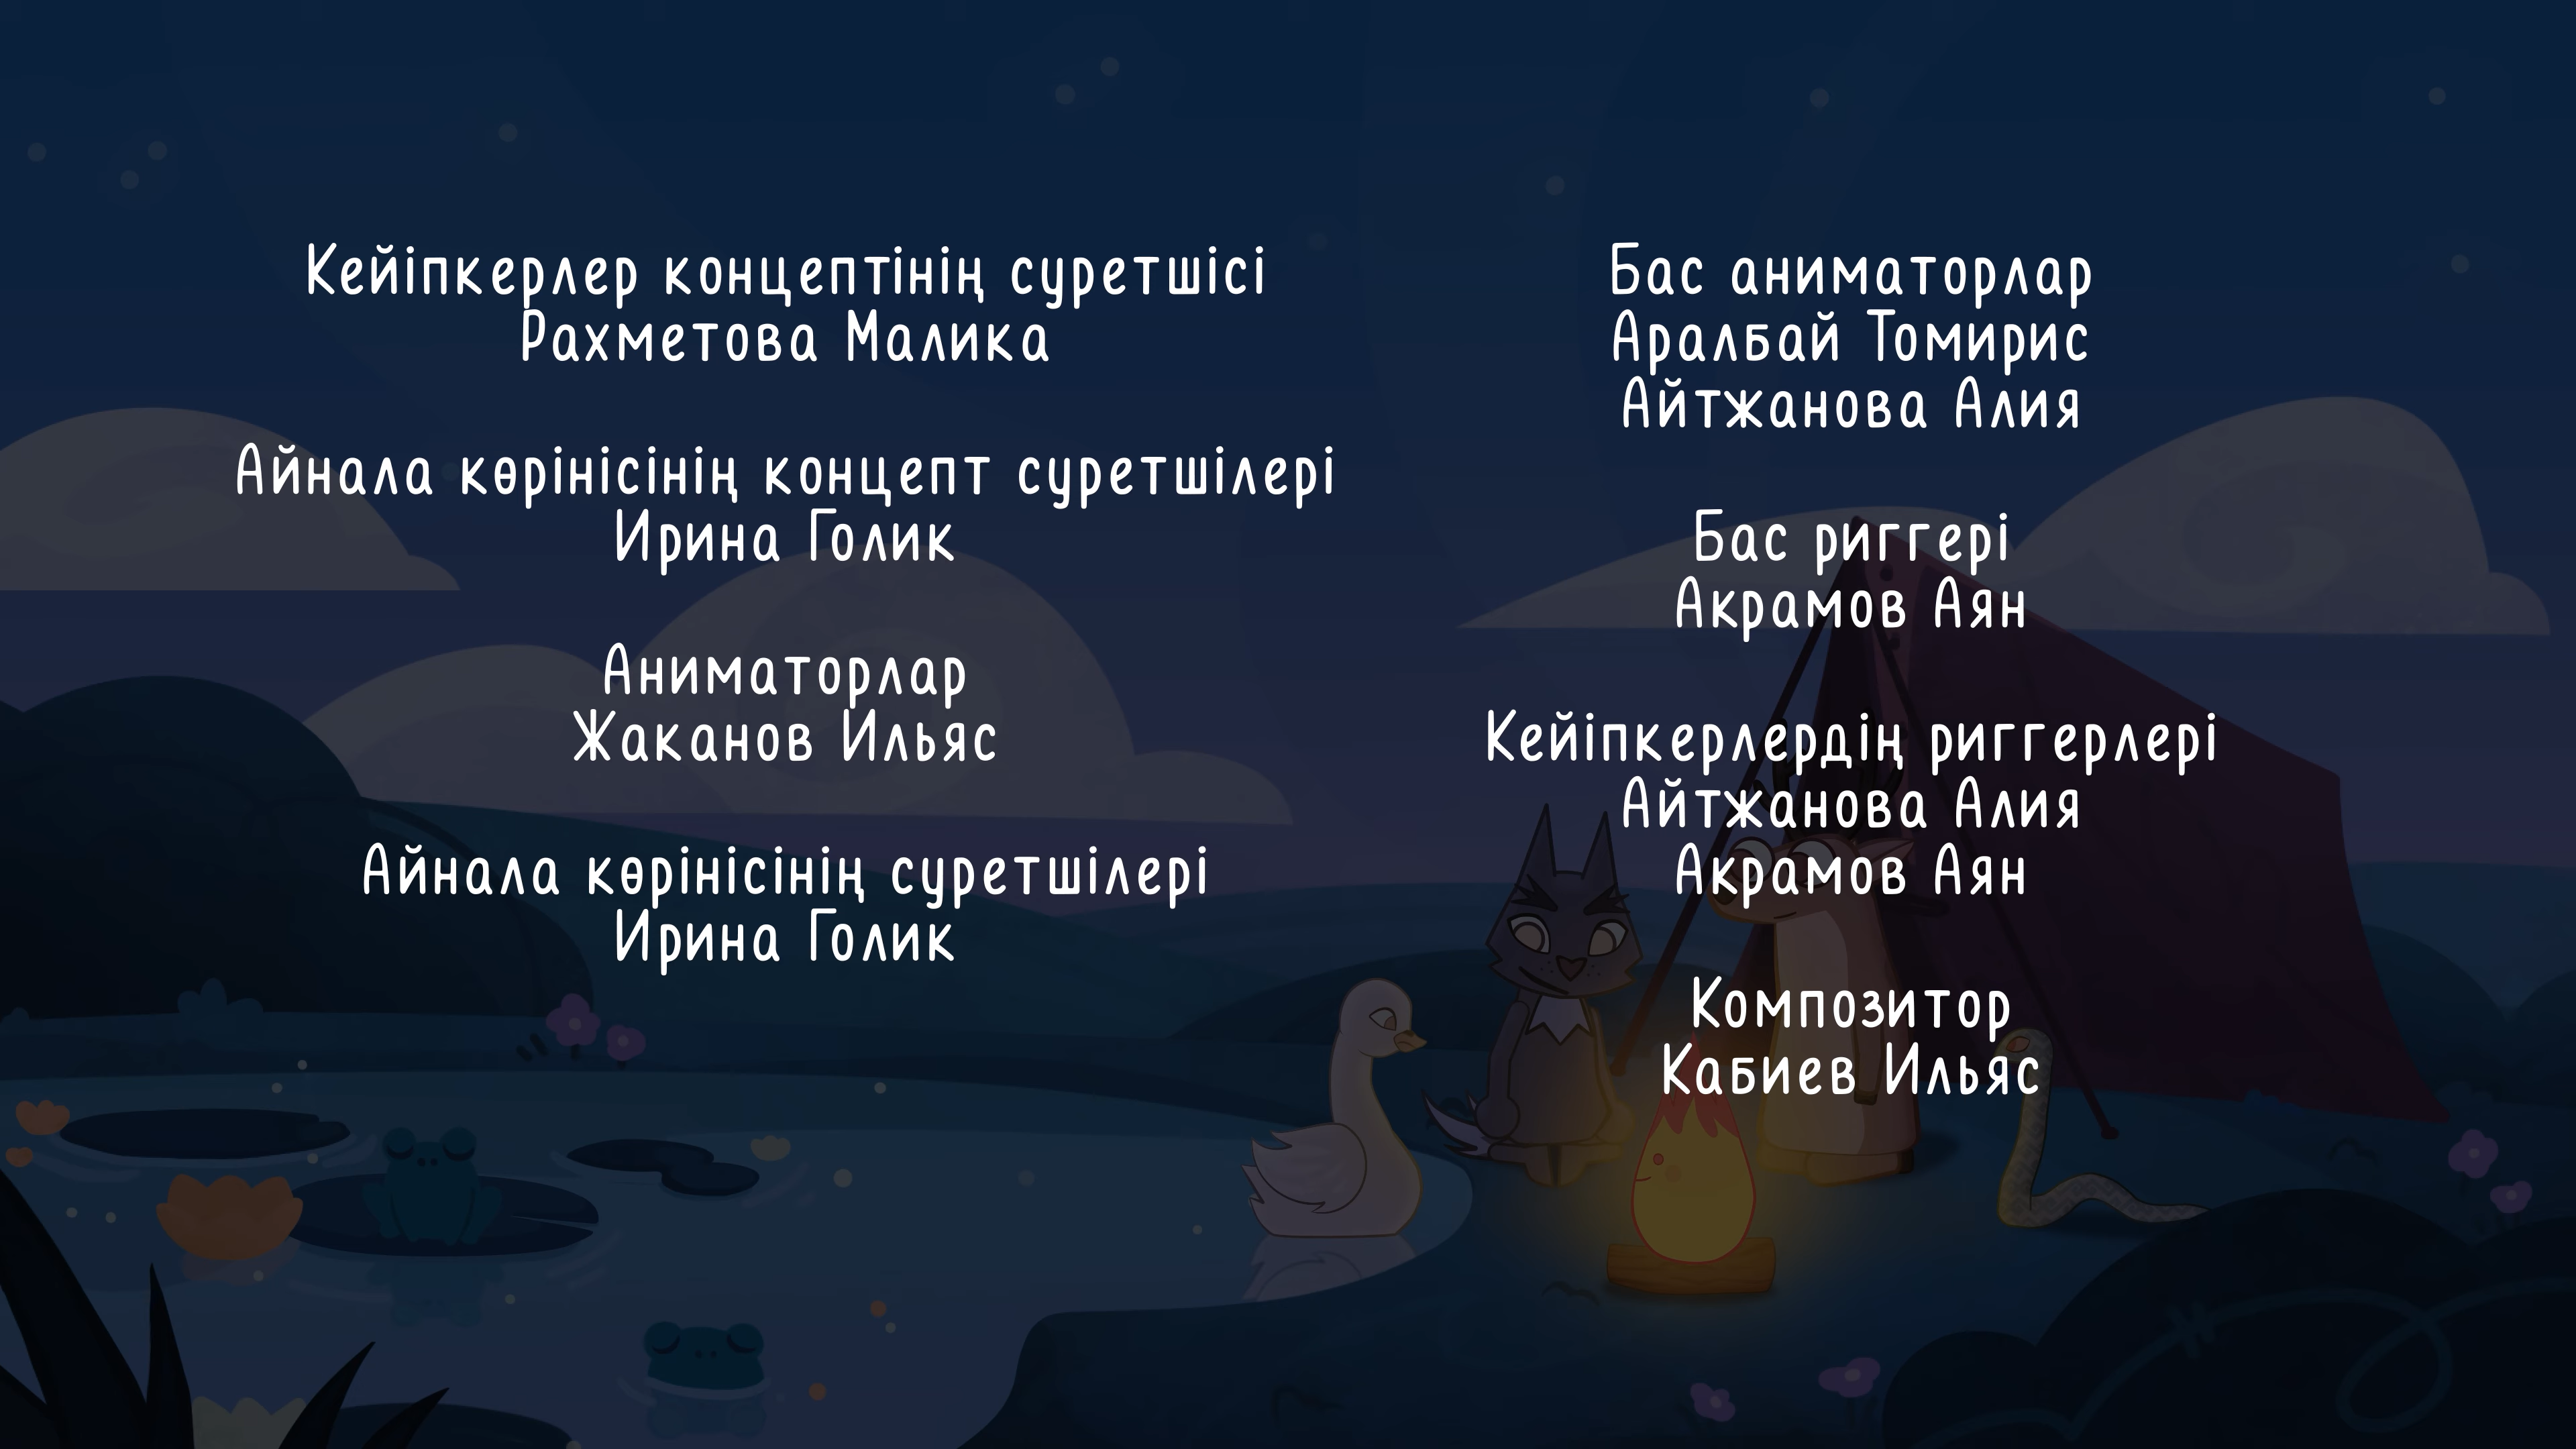 Кейіпкерлер концептінің суретшісі
Рахметова Малика
Айнала көрінісінің концепт суретшілері
Ирина Голик
Аниматорлар
Жаканов Ильяс
Айнала көрінісінің суретшілері
Ирина Голик
Бас аниматорлар
Аралбай Томирис
Айтжанова Алия
Бас риггері
Акрамов Аян
Кейіпкерлердің риггерлері
Айтжанова Алия
Акрамов Аян
Композитор
Кабиев Ильяс